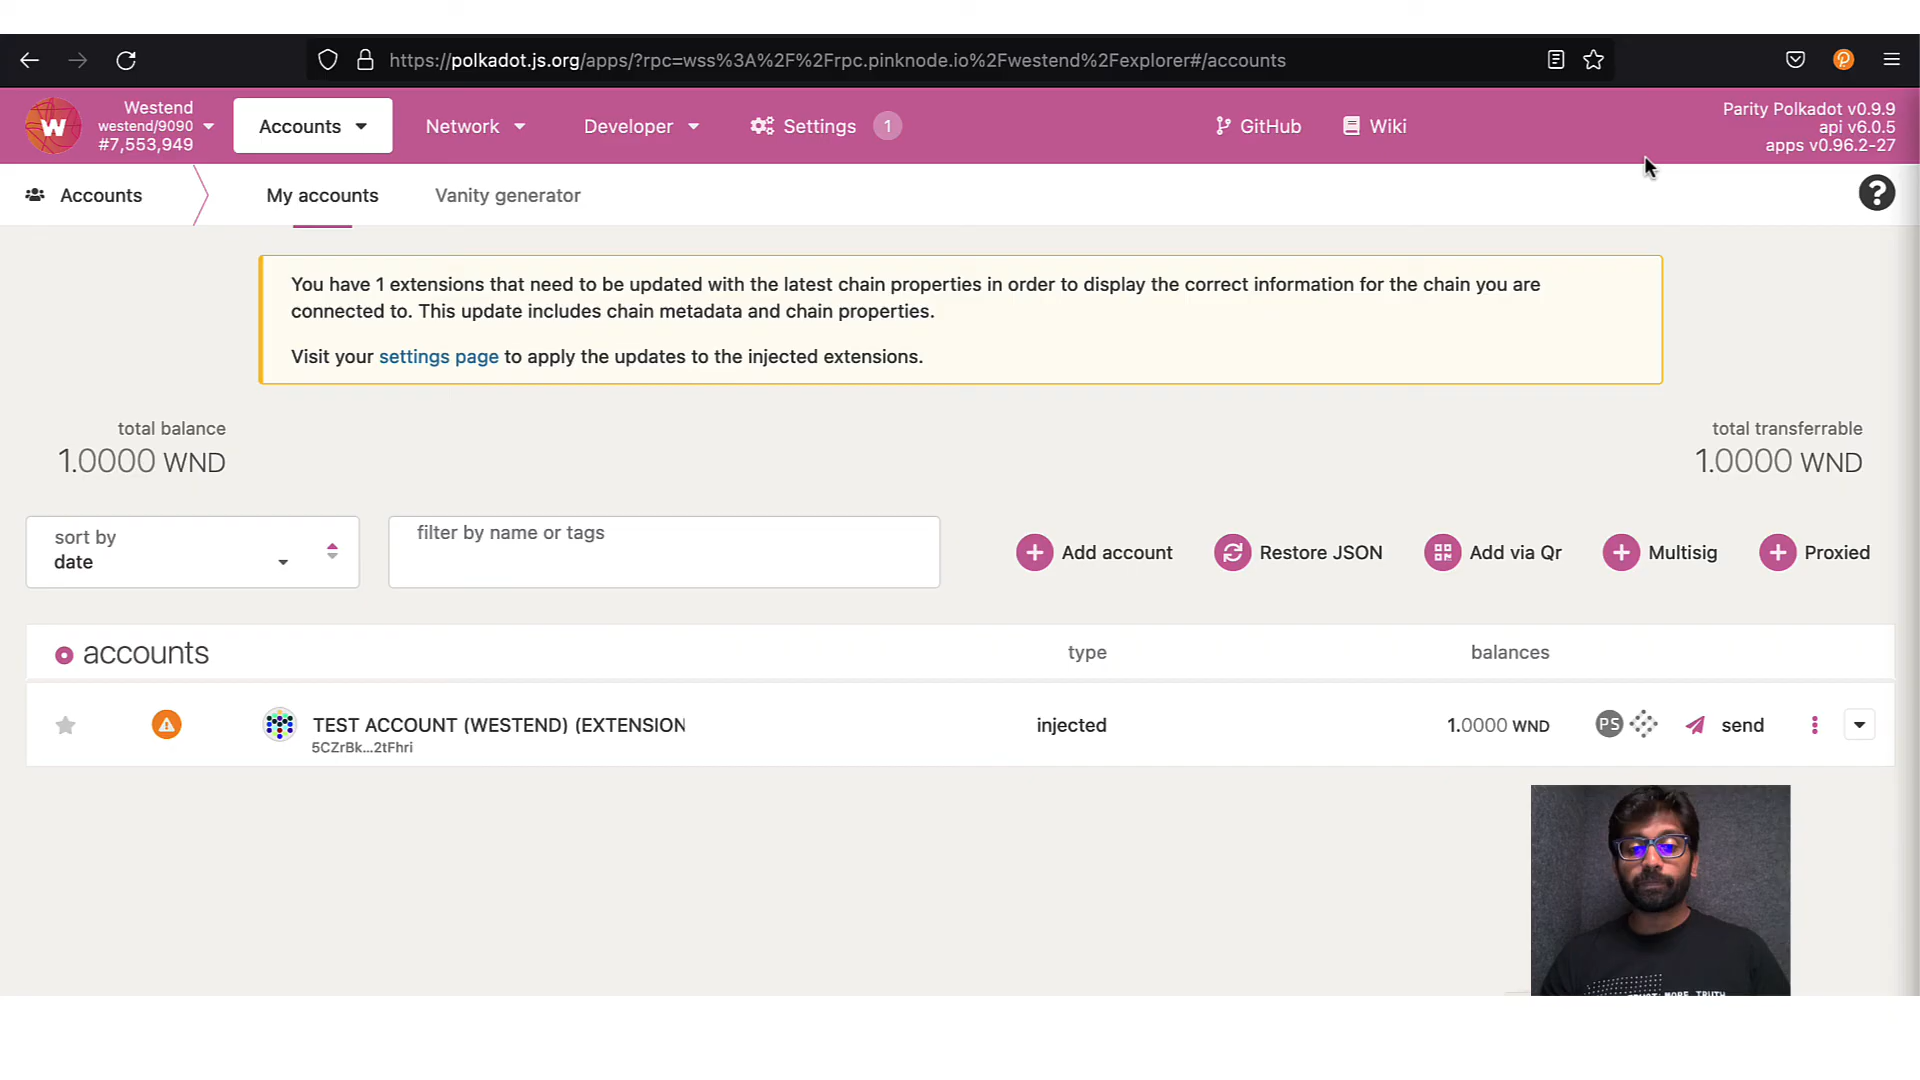 https://polkadot.js.org/apps/?rpc=wss%3A%2F%2Frpc.pinknode.io%2Fwestend%2Fexplorer#/accounts
W
Westend
westend/9090
#7,553,949
Accounts
Network
Developer
Settings
1
GitHub
Wiki
Parity Polkadot v0.9.9
api v6.0.5
apps v0.96.2-27
Accounts
My accounts
Vanity generator
?
You have 1 extensions that need to be updated with the latest chain properties in order to display the correct information for the chain you are
connected to. This update includes chain metadata and chain properties.
Visit your settings page to apply the updates to the injected extensions.
total balance
1.0000 WND
total transferrable
1.0000 WND
sort by
date
filter by name or tags
Add account
Restore JSON
Add via Qr
Multisig
Proxied
accounts
type
balances
TEST ACCOUNT (WESTEND) (EXTENSION
5CZrBk...2tFhri
injected
1.0000 WND
PS
send
MORE TRUTH